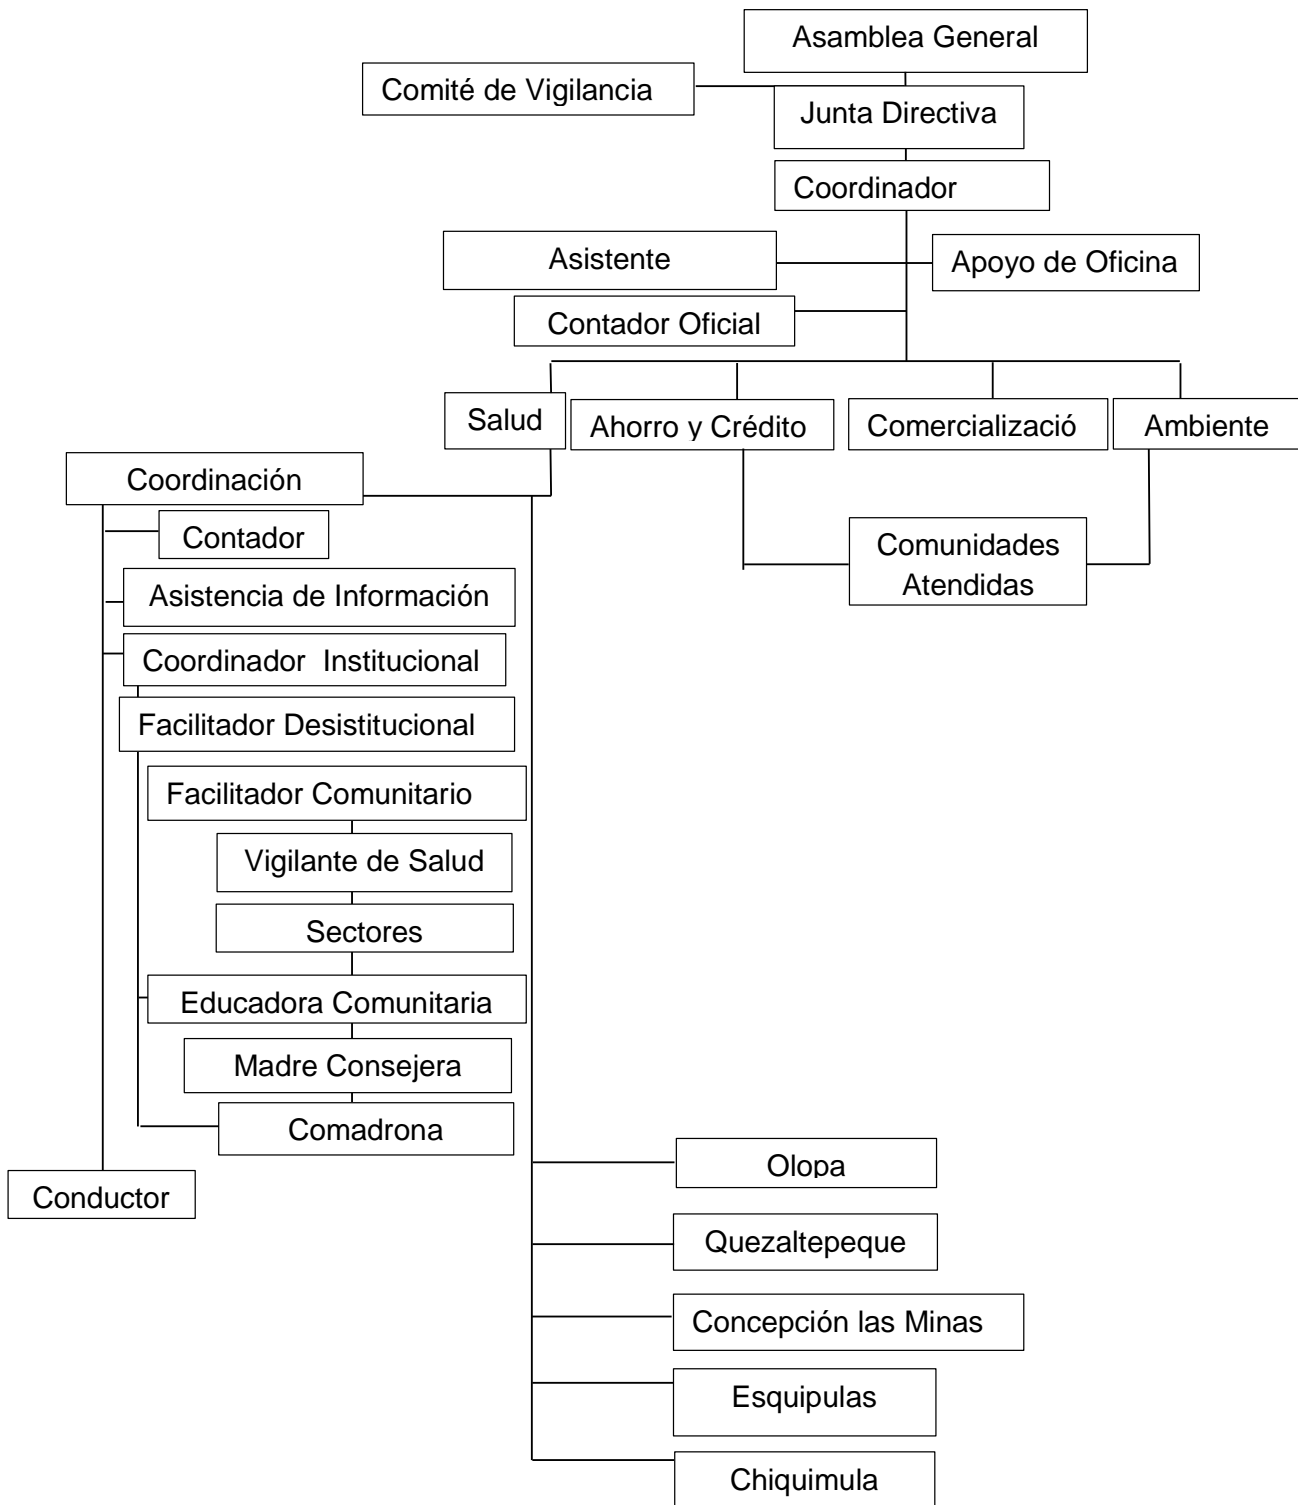 Asamblea General
Comité de Vigilancia
Junta Directiva
Coordinador
Asistente
Apoyo de Oficina
Contador Oficial
Salud
Ahorro y Crédito
Comercializació
Ambiente
Coordinación
Contador
Comunidades
Atendidas
Asistencia de Información
Coordinador Institucional
Facilitador Desistitucional
Facilitador Comunitario
Vigilante de Salud
Sectores
Educadora Comunitaria
Madre Consejera
Comadrona
Conductor
Olopa
Quezaltepeque
Concepción las Minas
Esquipulas
Chiquimula